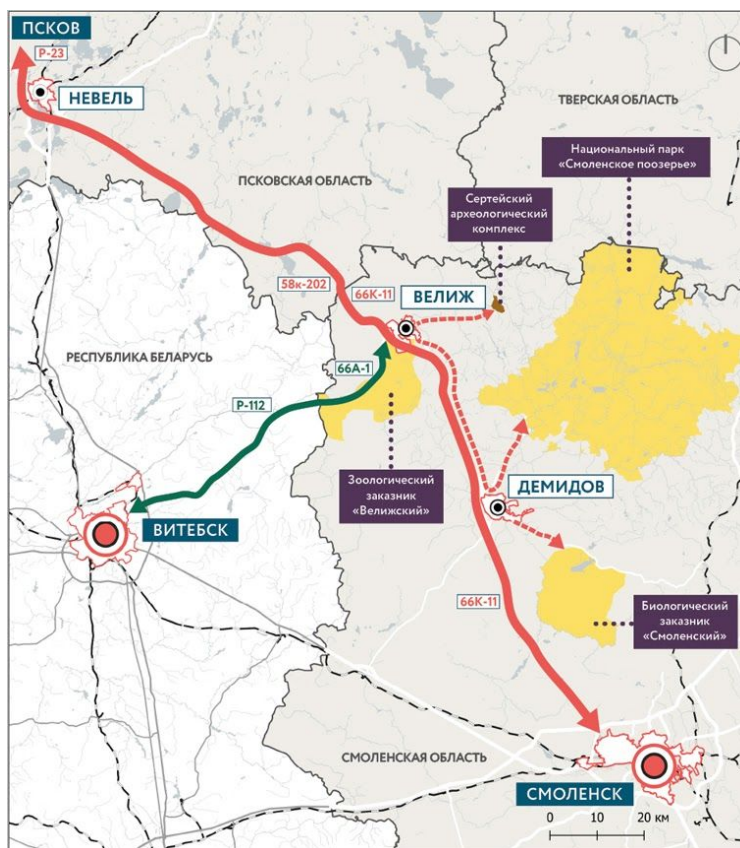 ПСКОВ
Р-23
НЕВЕЛЬ
ТВЕРСКАЯ ОБЛАСТЬ
Национальный парк
«Смоленское поозерье»
ПСКОВСКАЯ ОБЛАСТЬ
Сертейский
археологический
комплекс
58к-202
66К-11
ВЕЛИЖ
РЕСПУБЛИКА БЕЛАРУСЬ
66А-1
Р-112
Зоологический
заказник
«Велижский»
ДЕМИДОВ
ВИТЕБСК
66К-11
Биологический
заказник
«Смоленский»
СМОЛЕНСКАЯ ОБЛАСТЬ
СМОЛЕНСК
0 10 20 км